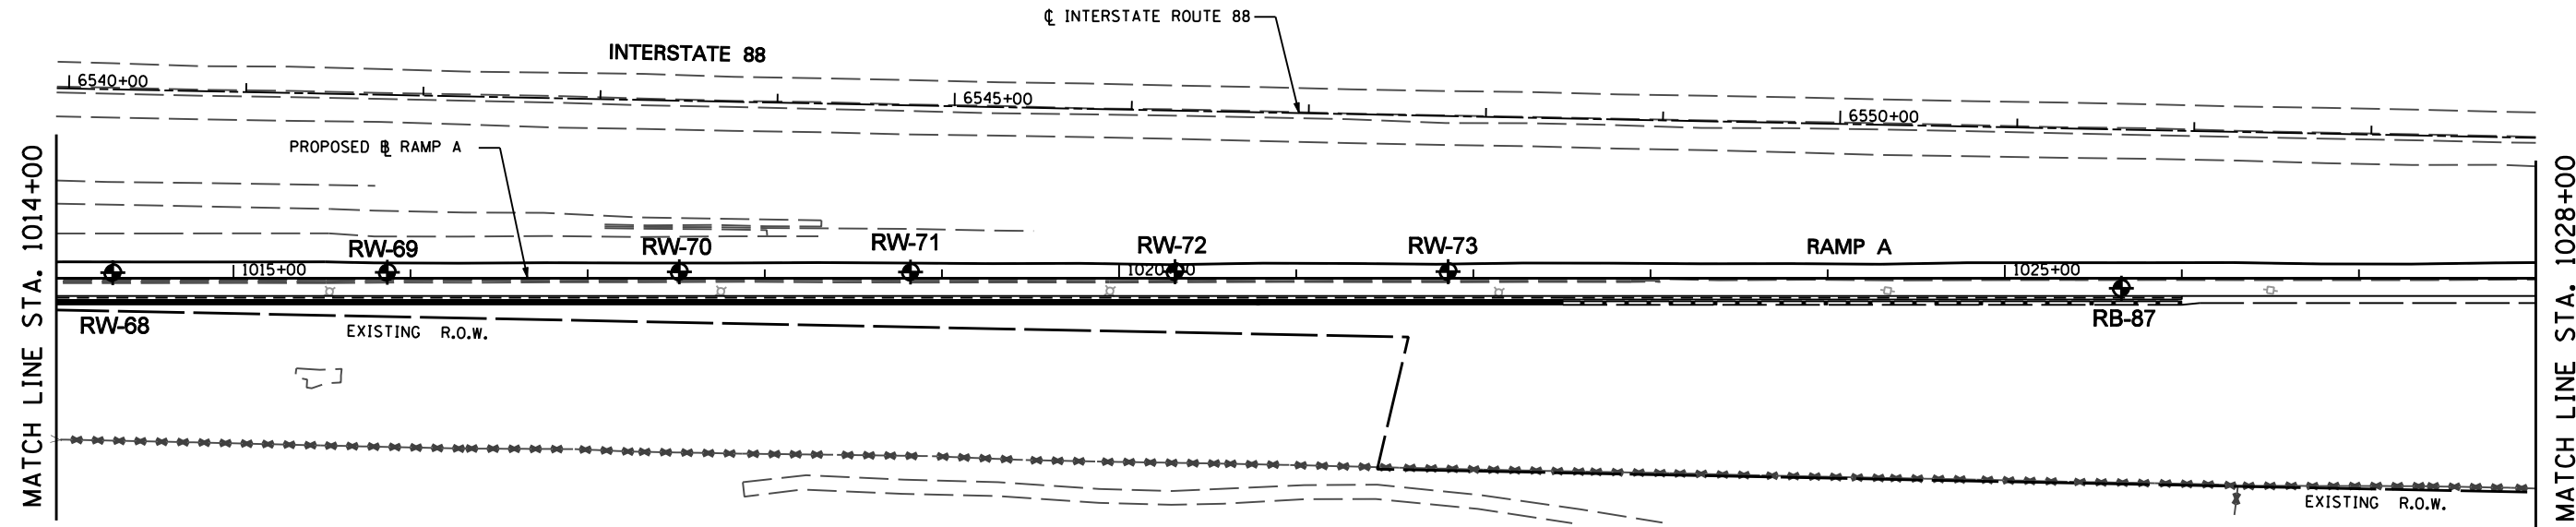 ℄ INTERSTATE ROUTE 88
INTERSTATE 88
6540+00
6545+00
6550+00
PROPOSED ℄ RAMP A
MATCH LINE STA. 1014+00
MATCH LINE STA. 1028+00
RW-69
RW-70
RW-71
RW-72
RW-73
RAMP A
1015+00
1020+00
1025+00
RW-68
EXISTING R.O.W.
RB-87
EXISTING R.O.W.